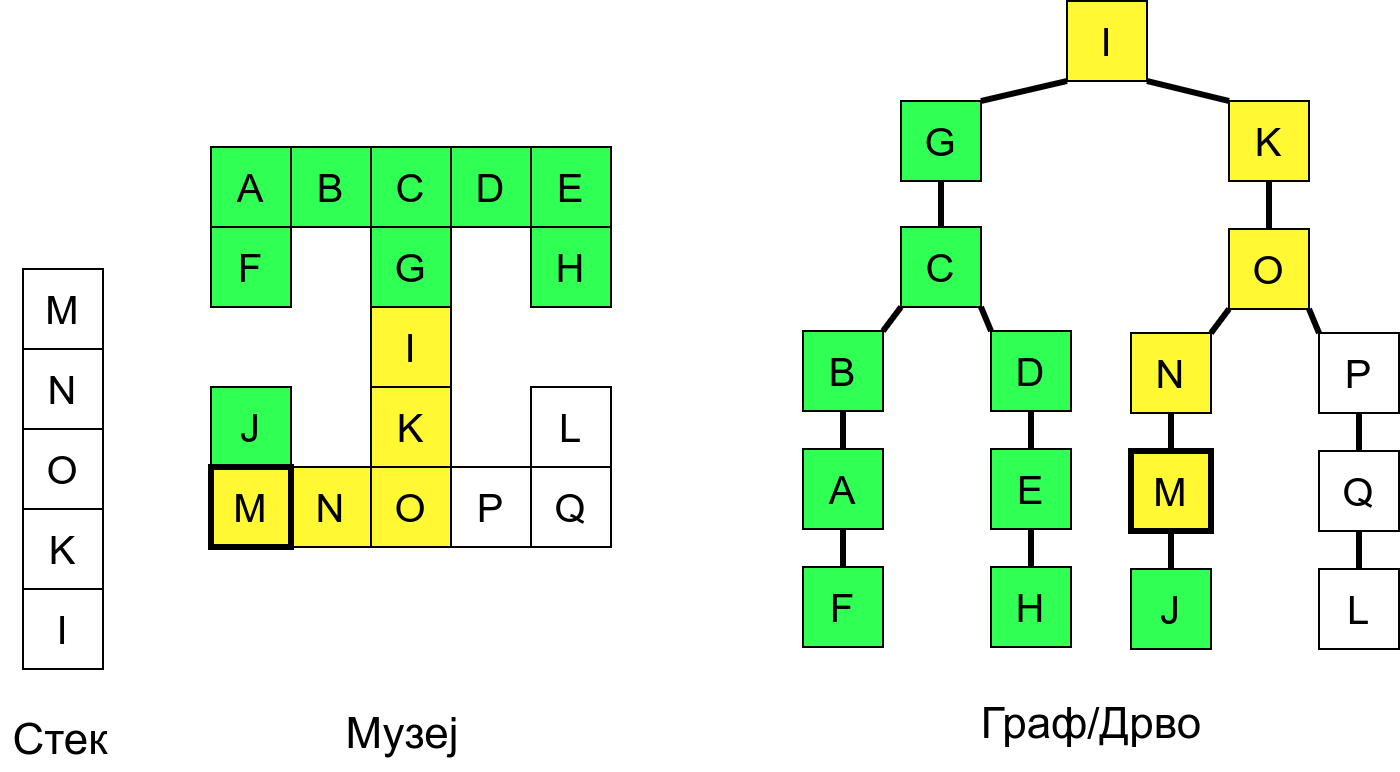 M
N
O
K
I
Стек
A B C D E
F G H
I
J K L
M N O P Q
Музеј
I
G K
C O
B D N P
A E M Q
F H J L
Граф/Дрво